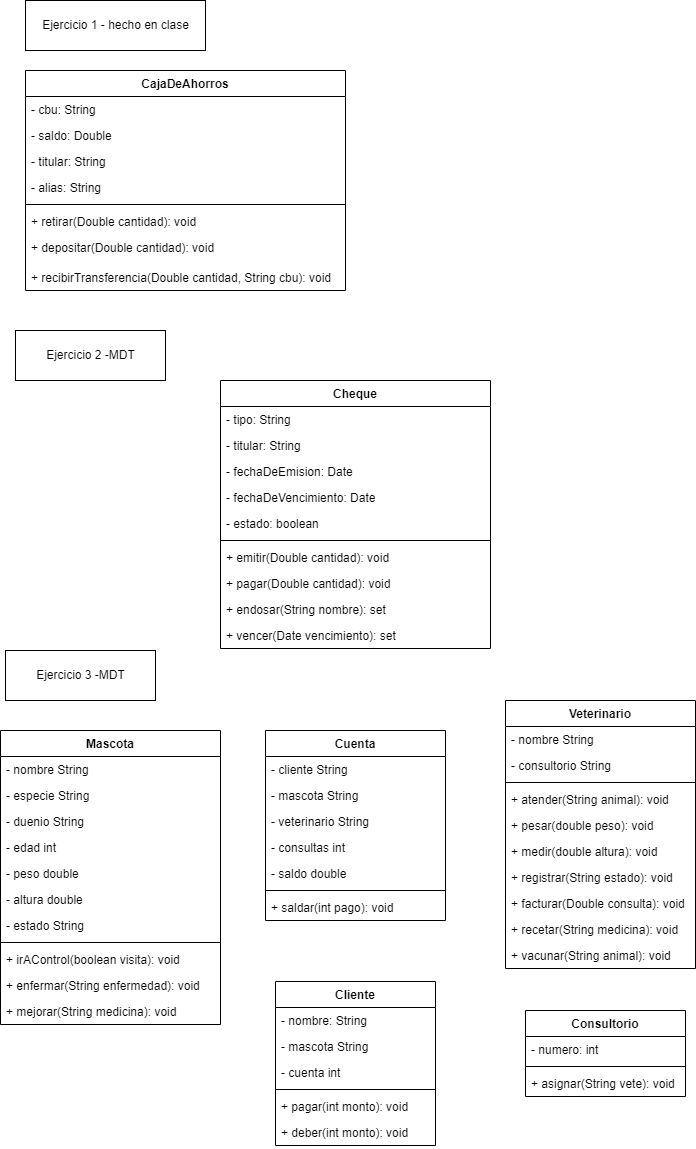 Ejercicio 1 - hecho en clase
CajaDeAhorros
- cbu: String
- saldo: Double
- titular: String
- alias: String
+ retirar(Double cantidad): void
+ depositar(Double cantidad): void
+ recibirTransferencia(Double cantidad, String cbu): void
Ejercicio 2 -MDT
Cheque
- tipo: String
- titular: String
- fechaDeEmision: Date
- fechaDeVencimiento: Date
- estado: boolean
+ emitir(Double cantidad): void
+ pagar(Double cantidad): void
+ endosar(String nombre): set
+ vencer(Date vencimiento): set
Ejercicio 3 -MDT
Mascota
- nombre String
- especie String
- duenio String
- edad int
- peso double
- altura double
- estado String
+ irAControl(boolean visita): void
+ enfermar(String enfermedad): void
+ mejorar(String medicina): void
Cuenta
- cliente String
- mascota String
- veterinario String
- consultas int
- saldo double
+ saldar(int pago): void
Veterinario
- nombre String
- consultorio String
+ atender(String animal): void
+ pesar(double peso): void
+ medir(double altura): void
+ registrar(String estado): void
+ facturar(Double consulta): void
+ recetar(String medicina): void
+ vacunar(String animal): void
Cliente
- nombre: String
- mascota String
- cuenta int
+ pagar(int monto): void
+ deber(int monto): void
Consultorio
- numero: int
+ asignar(String vete): void